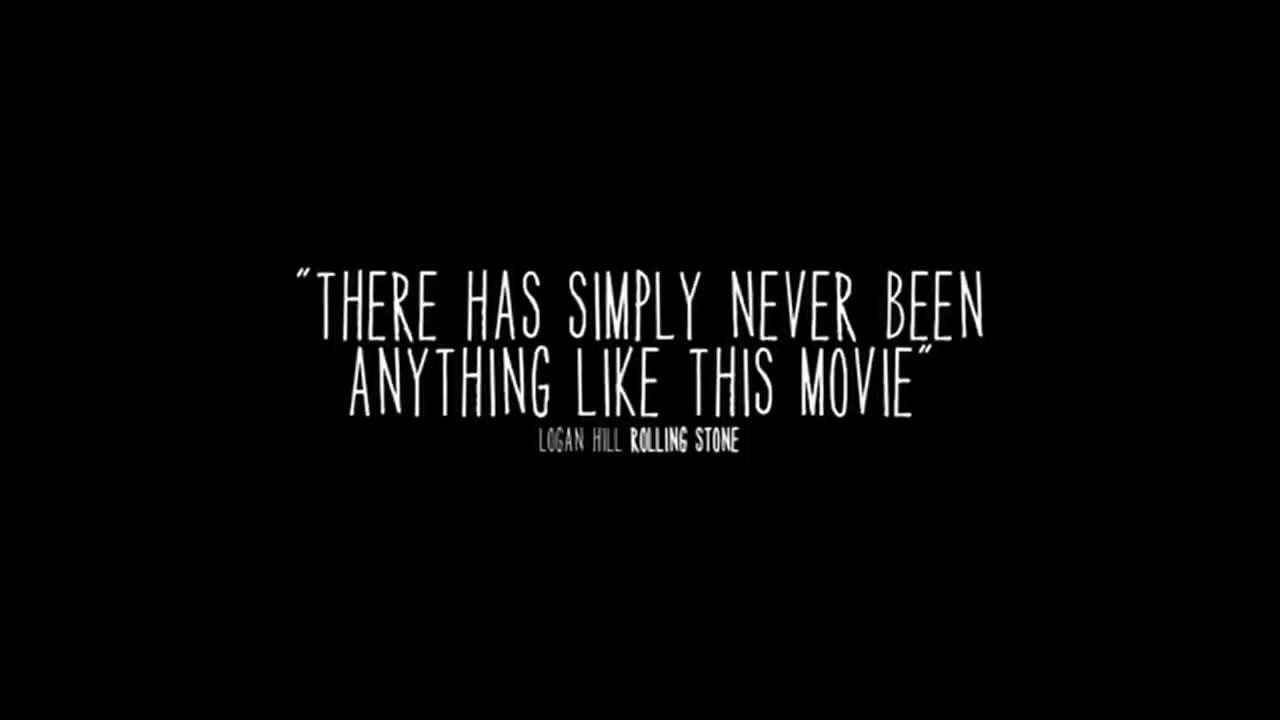 "THERE HAS SIMPLY NEVER BEEN
ANYTHING LIKE THIS MOVIE"
LOGAN HILL ROLLING STONE